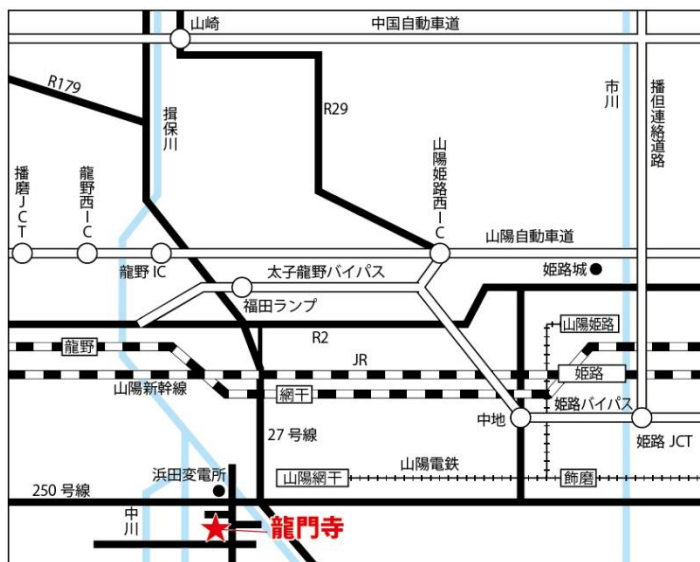 山崎
中国自動車道
R179
揖保川
R29
市川
播但連絡道路
播磨JCT
龍野西IC
山陽姫路西IC
山陽自動車道
龍野 IC
太子龍野バイパス
姫路城
福田ランプ
R2
山陽姫路
龍野
JR
姫路
山陽新幹線
網干
姫路バイパス
中地
27 号線
姫路 JCT
山陽電鉄
浜田変電所
山陽網干
飾磨
250 号線
中川
龍門寺